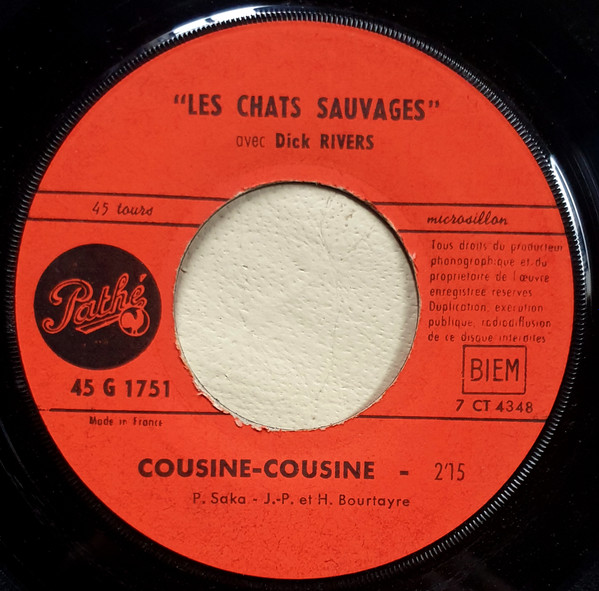 "LES CHATS SAUVAGES"
avec Dick RIVERS
45 tours
microsillon
Tous droits du producteur
phonographique et du
propriétaire de l'œuvre
enregistrée réservés
Duplication, exécution
publique, radiodiffusion
de ce disque interdites
Pathé
45 G 1751
BIEM
7 CT 4348
Made in France
COUSINE-COUSINE - 2'15
P. Saka - J.-P. et H. Bourtayre